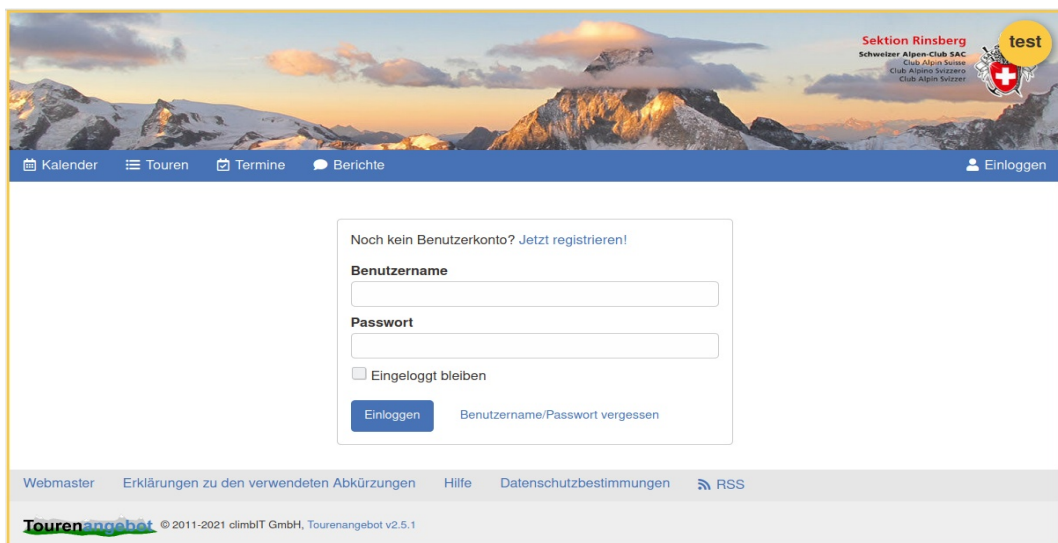 Sektion Rinsberg
test
Schweizer Alpen-Club SAC
Club Alpin Suisse
Club Alpino Svizzero
Club Alpin Svizzer
Kalender
Touren
Termine
Berichte
Einloggen
Noch kein Benutzerkonto? Jetzt registrieren!
Benutzername
Passwort
Eingeloggt bleiben
Einloggen
Benutzername/Passwort vergessen
Webmaster
Erklärungen zu den verwendeten Abkürzungen
Hilfe
Datenschutzbestimmungen
RSS
Tourenangebot © 2011-2021 climbIT GmbH, Tourenangebot v2.5.1